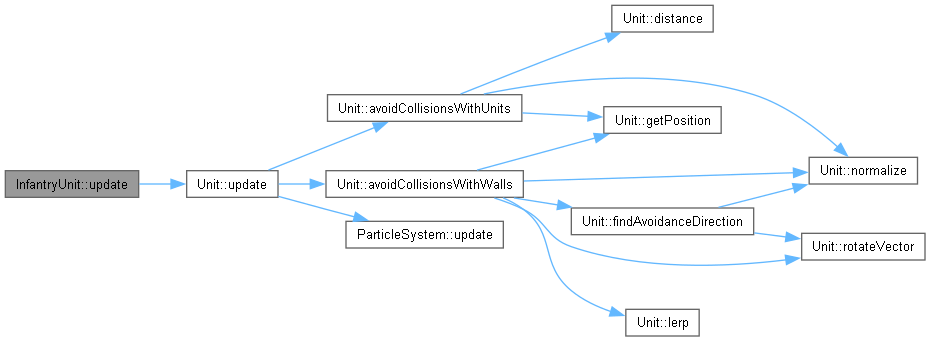 InfantryUnit::update
Unit::update
Unit::avoidCollisionsWithUnits
Unit::avoidCollisionsWithWalls
ParticleSystem::update
Unit::distance
Unit::getPosition
Unit::findAvoidanceDirection
Unit::lerp
Unit::normalize
Unit::rotateVector